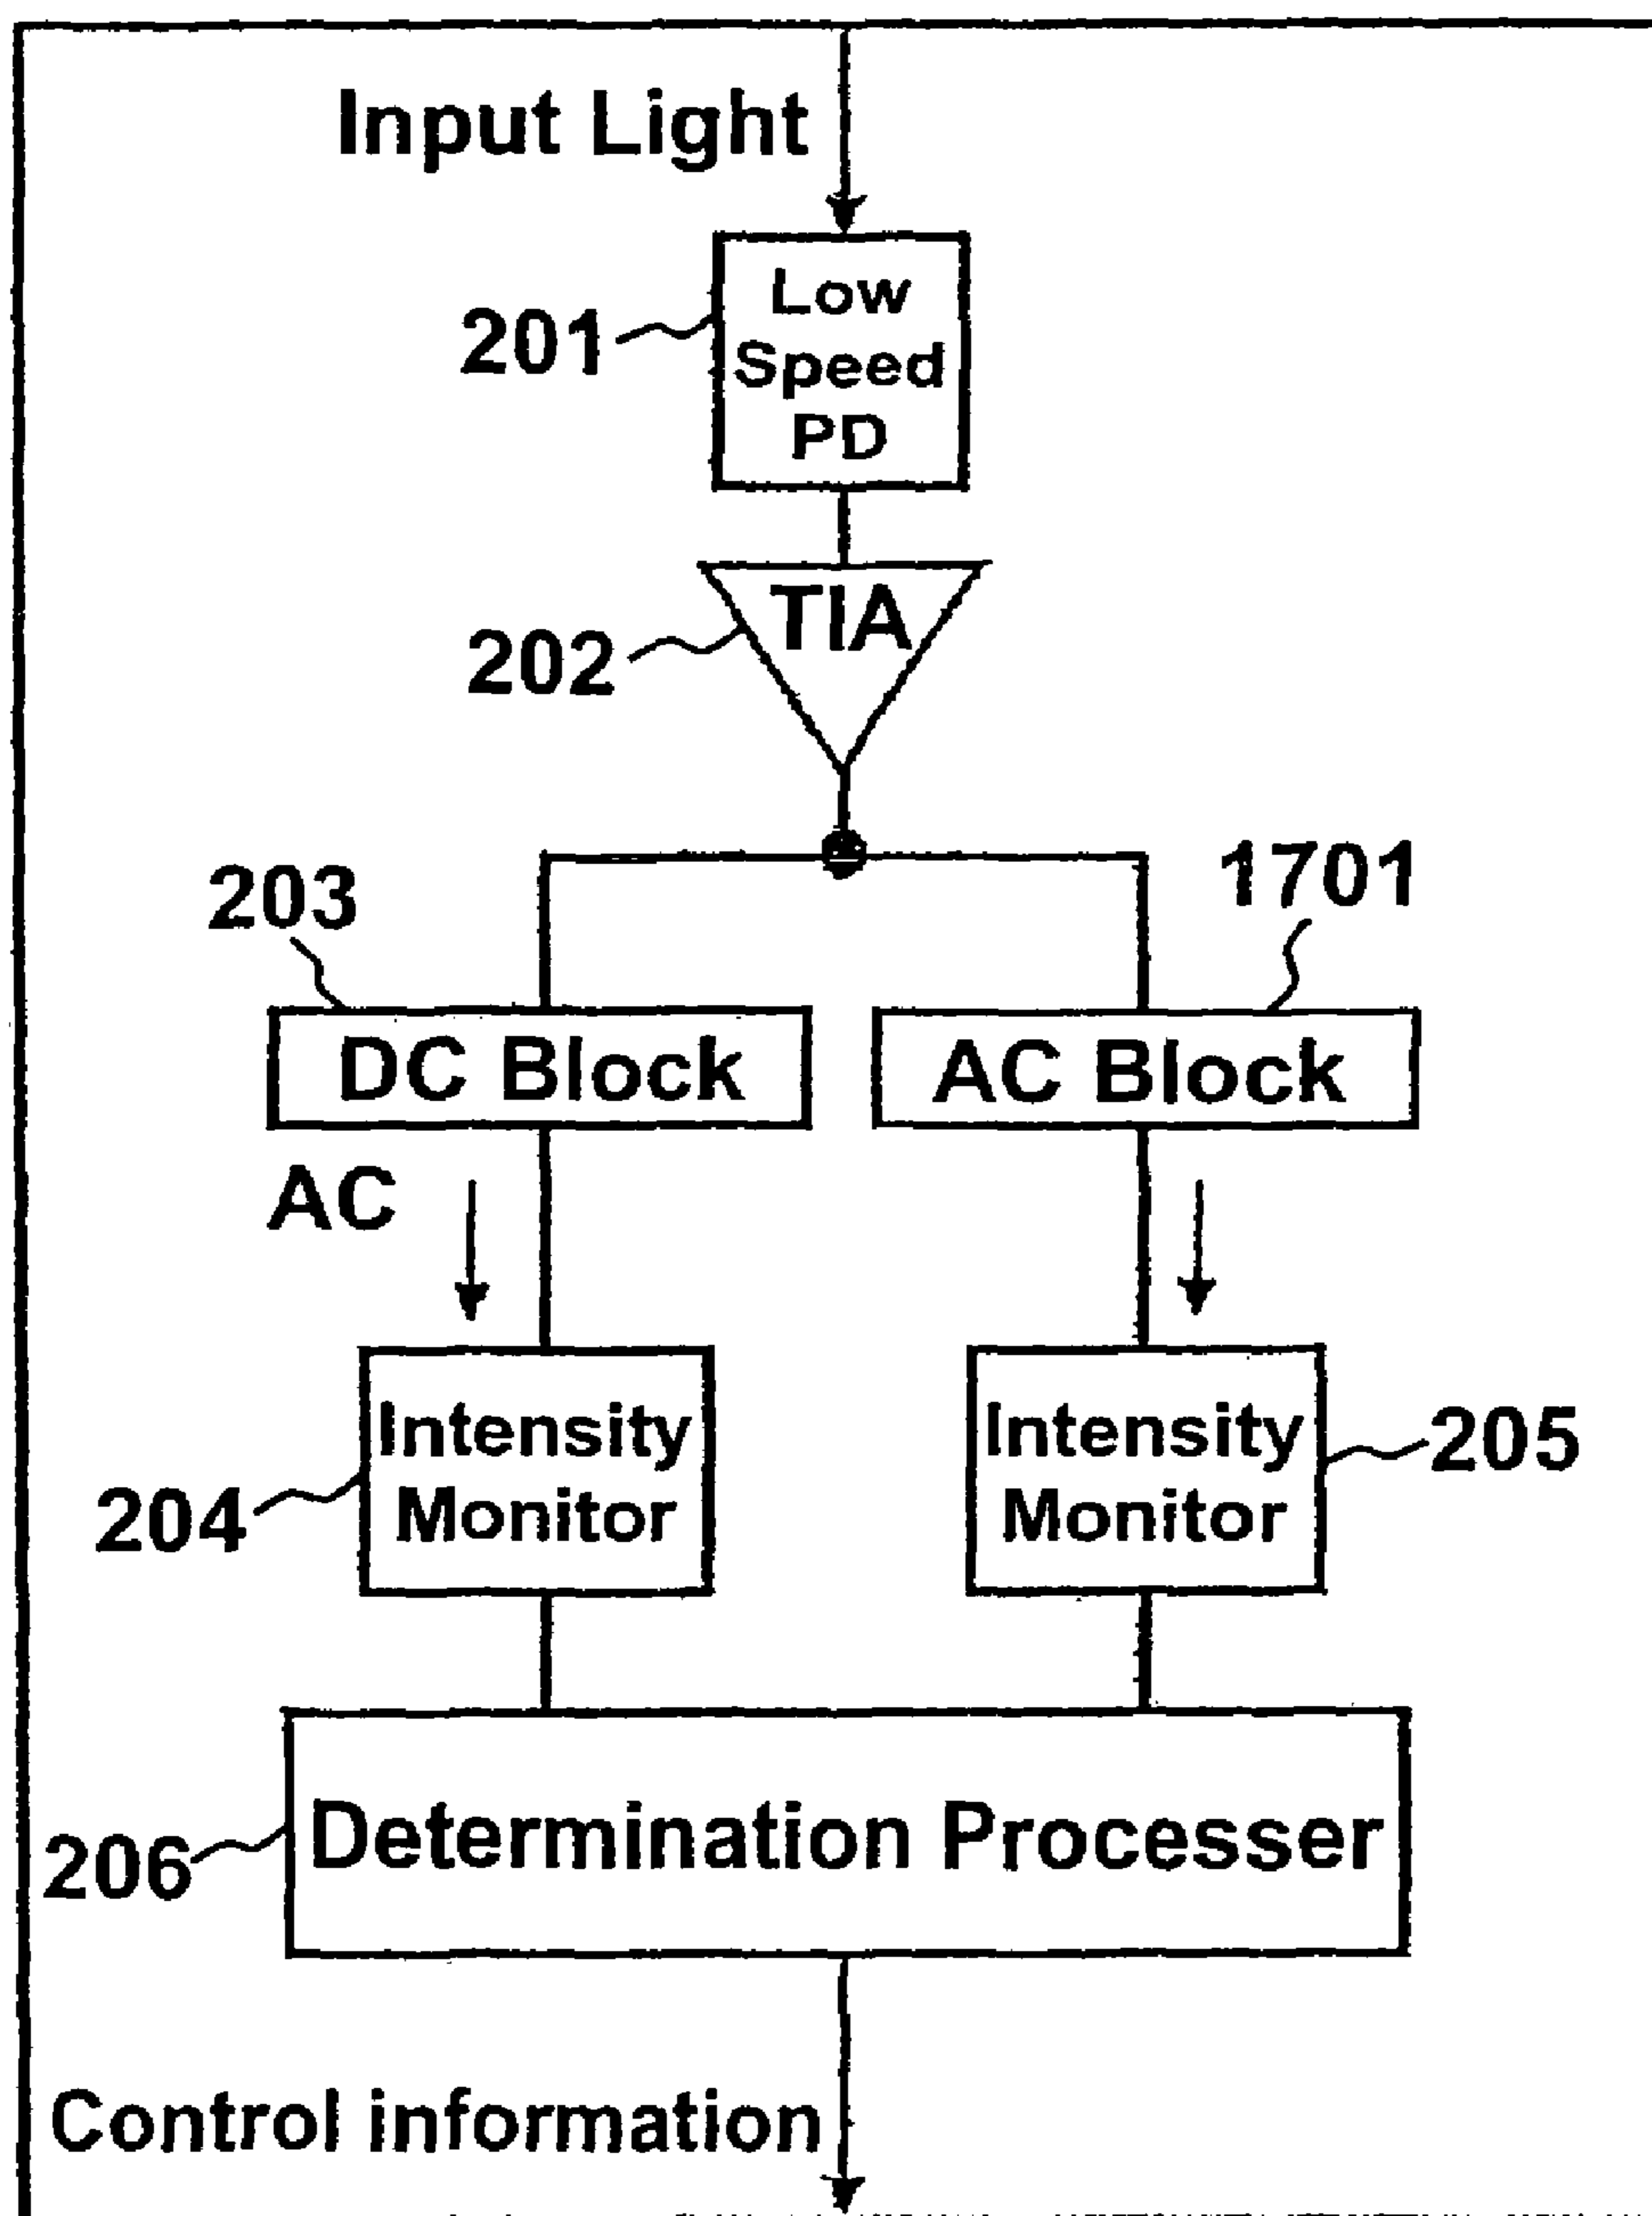 Input Light
Low
Speed
PD
201
TIA
202
203
1701
DC Block
AC Block
AC
Intensity
Monitor
204
Intensity
Monitor
205
Determination Processer
206
Control information